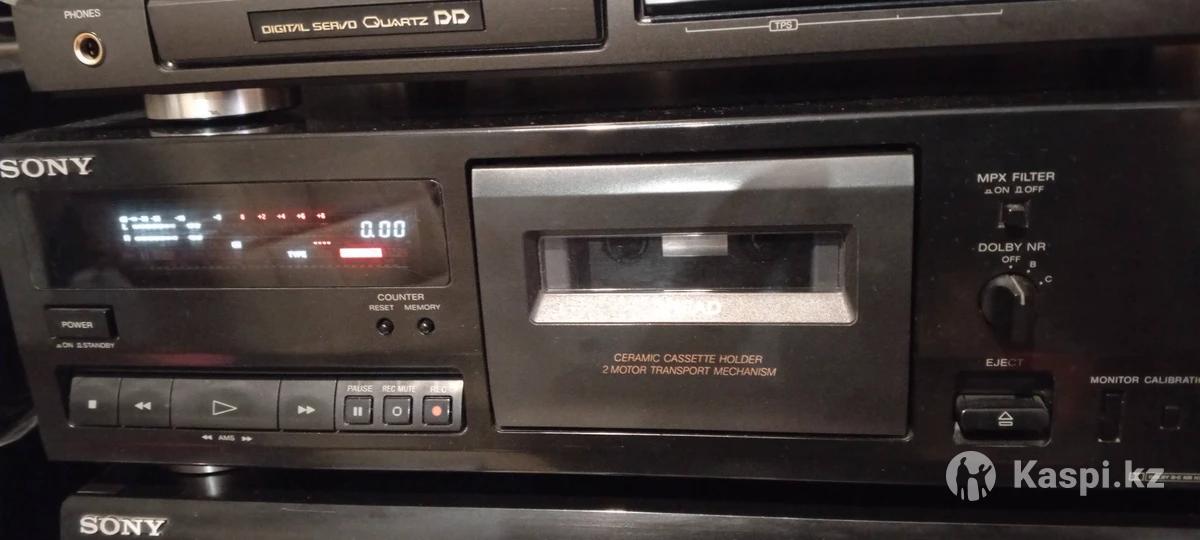 PHONES
DIGITAL SERVO QUARTZ DD
TPS
SONY
0.00
TYPE
COUNTER
RESET MEMORY
POWER
ON STANDBY
PAUSE REC MUTE REC
AMS
CERAMIC CASSETTE HOLDER
2 MOTOR TRANSPORT MECHANISM
MPX FILTER
ON OFF
DOLBY NR
OFF
B
C
EJECT
MONITOR CALIBRATI
Kaspi.kz
SONY